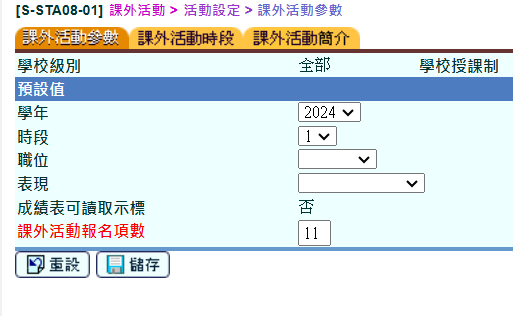 [S-STA08-01] 課外活動 > 活動設定 > 課外活動參數
課外活動參數 課外活動時段 課外活動簡介
學校級別 全部 學校授課制
預設值
學年 2024
時段 1
職位
表現
成績表可讀取示標 否
課外活動報名項數 11
重設 儲存